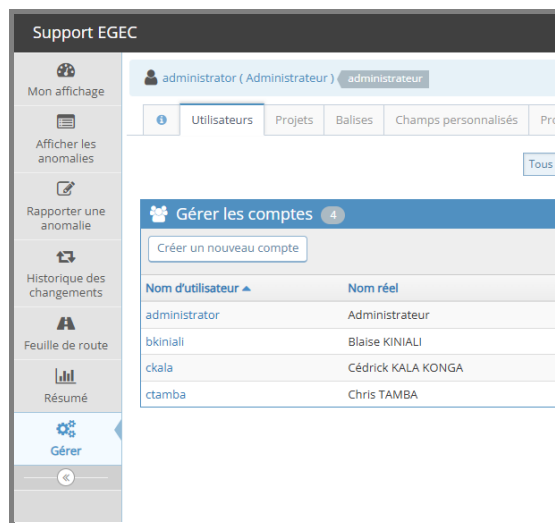 Support EGEC
Mon affichage
Afficher les
anomalies
Rapporter une
anomalie
Historique des
changements
Feuille de route
Résumé
Gérer
administrator ( Administrateur ) administrateur
Utilisateurs Projets Balises Champs personnalisés
Tous
Gérer les comptes 4
Créer un nouveau compte
Nom d'utilisateur Nom réel
administrator Administrateur
bkiniali Blaise KINIALI
ckala Cédrick KALA KONGA
ctamba Chris TAMBA